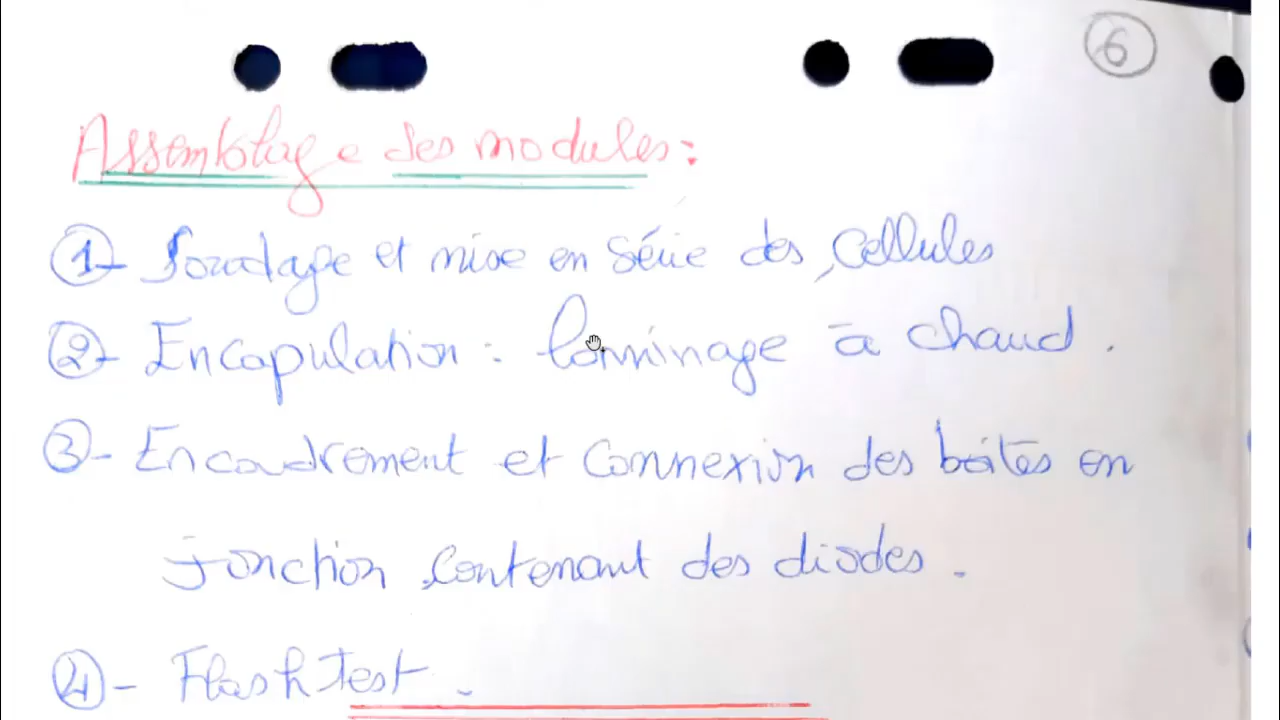 6
Assemblage des modules :
1- Soudage et mise en série des cellules
2- Encapulation : laminage à chaud.
3- Encadrement et connexion des boites en
jonction contenant des diodes.
4- Flash Test.